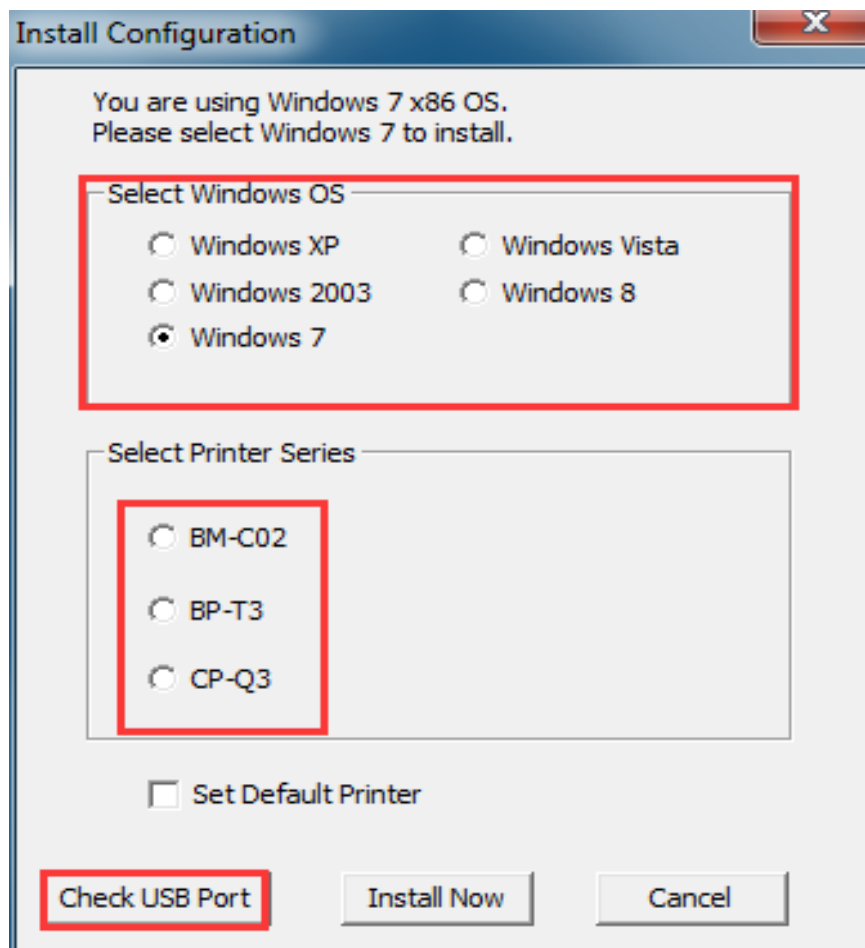 Install Configuration
You are using Windows 7 x86 OS.
Please select Windows 7 to install.
Select Windows OS
Windows XP
Windows Vista
Windows 2003
Windows 8
Windows 7
Select Printer Series
BM-C02
BP-T3
CP-Q3
Set Default Printer
Check USB Port
Install Now
Cancel